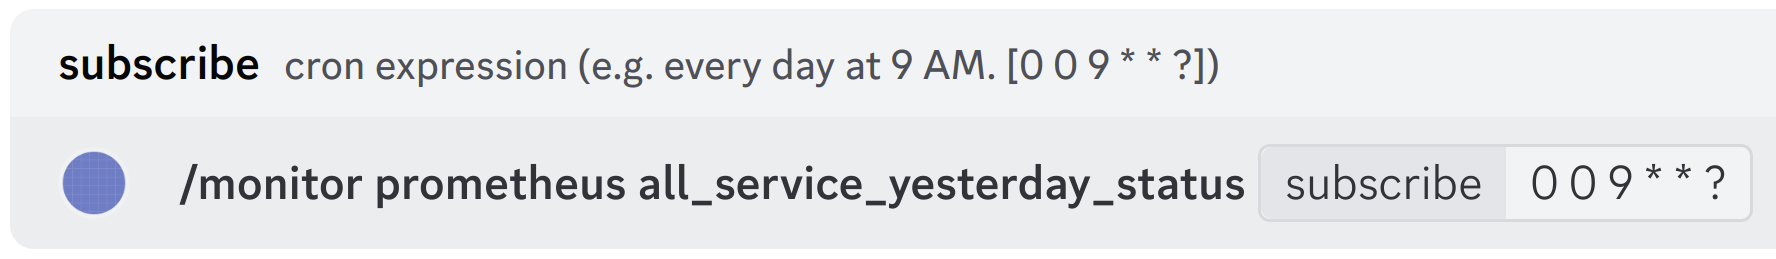 subscribe cron expression (e.g. every day at 9 AM. [0 0 9 * * ?])
/monitor prometheus all_service_yesterday_status subscribe 0 0 9 * * ?